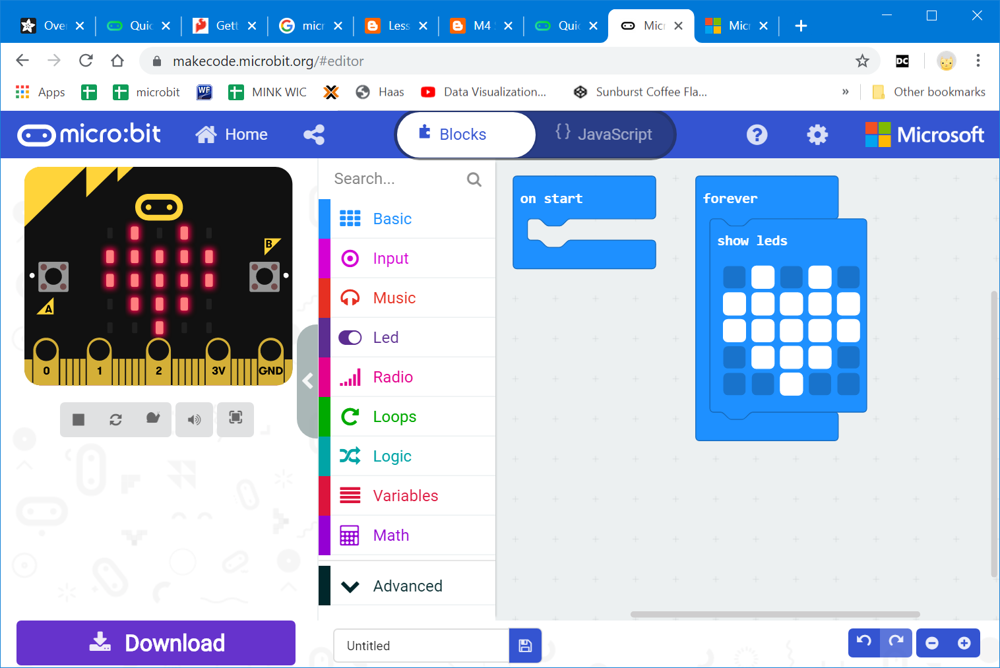 Over Quic Gett micr Less M4 Quic Micr Micr
makecode.microbit.org/#editor DC
Apps microbit WF MINK WIC Haas Data Visualization... Sunburst Coffee Fla... » Other bookmarks
micro:bit Home Blocks {} JavaScript ? Microsoft
Search...
on start
forever
Basic
show leds
B
Input
A
Music
Led
0 1 2 3V GND
Radio
Loops
Logic
Variables
Math
Advanced
Download
Untitled